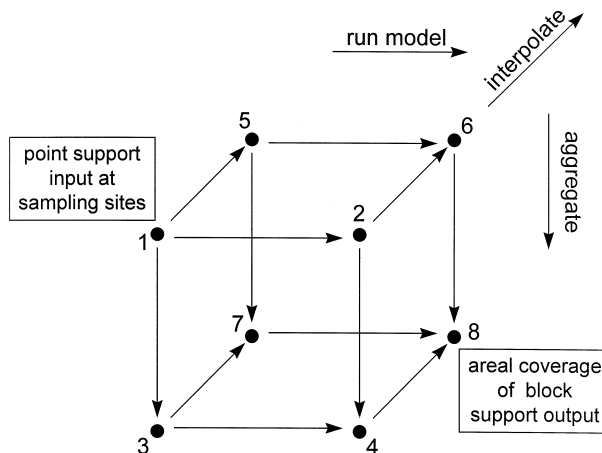 run model
interpolate
aggregate
5
6
point support
input at
sampling sites
1
2
7
8
areal coverage
of block
support output
3
4